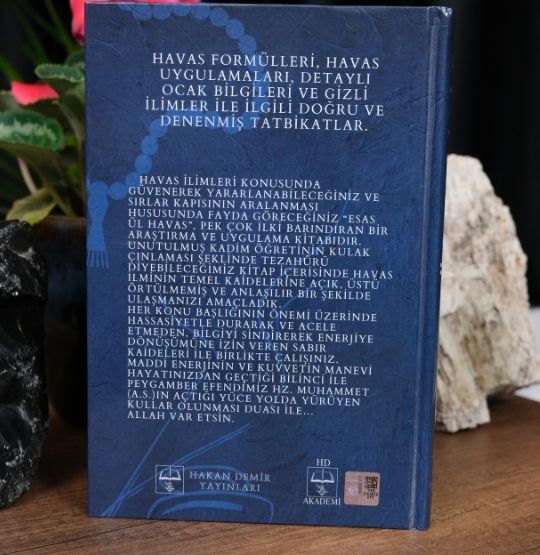 HAVAS FORMÜLLERİ, HAVAS
UYGULAMALARI, DETAYLI
OCAK BİLGİLERİ VE GİZLİ
İLİMLER İLE İLGİLİ DOĞRU VE
DENENMİŞ TATBİKATLAR.
HAVAS İLİMLERİ KONUSUNDA
GÜVENEREK YARARLANABİLECEĞİNİZ VE
SIRLAR KAPISININ ARALANMASI
HUSUSUNDA FAYDA GÖRECEĞİNİZ “ESAS
ÜL HAVAS”, PEK ÇOK İLKİ BARINDIRAN BİR
ARAŞTIRMA VE UYGULAMA KİTABIDIR.
UNUTULMUŞ KADİM ÖĞRETİNİN KULAK
ÇINLAMASI ŞEKLİNDE TEZAHÜRÜ
DİYEBİLECEĞİMİZ KİTAP İÇERİSİNDE HAVAS
İLMİNİN TEMEL KAİDELERİNE AÇIK, ÜSTÜ
ÖRTÜLMEMİŞ VE ANLAŞILIR BİR ŞEKİLDE
ULAŞMANIZI AMAÇLADIK.
HER KONU BAŞLIĞININ ÖNEMİ ÜZERİNDE
HASSASİYETLE DURARAK VE ACELE
ETMEDEN, BİLGİYİ SİNDİREREK ENERJİYE
DÖNÜŞÜMÜNE İZİN VEREN SABIR
KAİDELERİ İLE BİRLİKTE ÇALIŞINIZ.
MADDİ ENERJİNİN VE KUVVETİN MANEVİ
HAYATINIZDAN GEÇTİĞİ BİLİNCİ İLE
PEYGAMBER EFENDİMİZ HZ. MUHAMMET
(A.S.)IN AÇTIĞI YÜCE YOLDA YÜRÜYEN
KULLAR OLUNMASI DUASI İLE...
ALLAH VAR ETSİN.
HAKAN DEMİR
YAYINLARI
HD
AKADEMİ